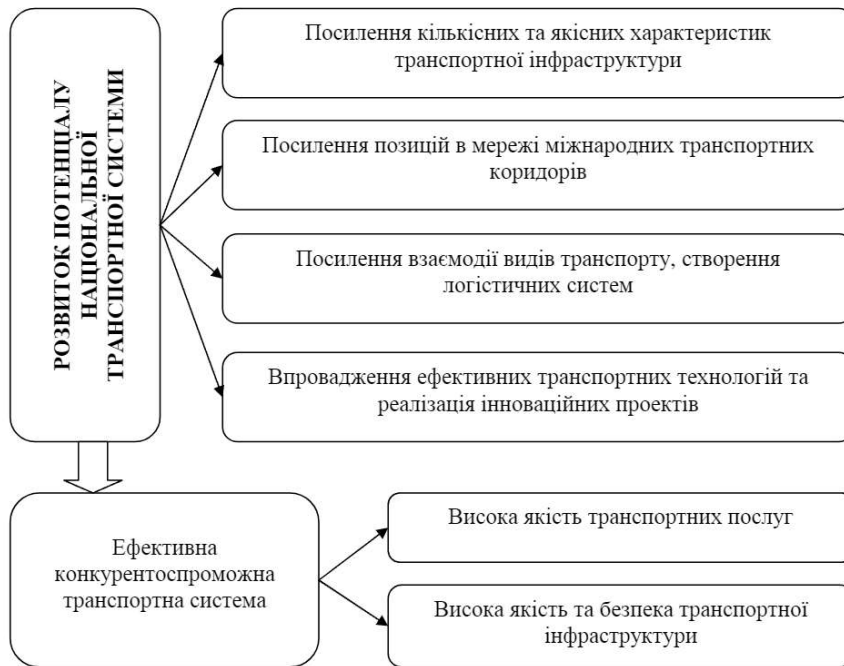 РОЗВИТОК ПОТЕНЦІАЛУ
НАЦІОНАЛЬНОЇ
ТРАНСПОРТНОЇ СИСТЕМИ
Посилення кількісних та якісних характеристик
транспортної інфраструктури
Посилення позицій в мережі міжнародних транспортних
коридорів
Посилення взаємодії видів транспорту, створення
логістичних систем
Впровадження ефективних транспортних технологій та
реалізація інноваційних проектів
Ефективна
конкурентоспроможна
транспортна система
Висока якість транспортних послуг
Висока якість та безпека транспортної
інфраструктури